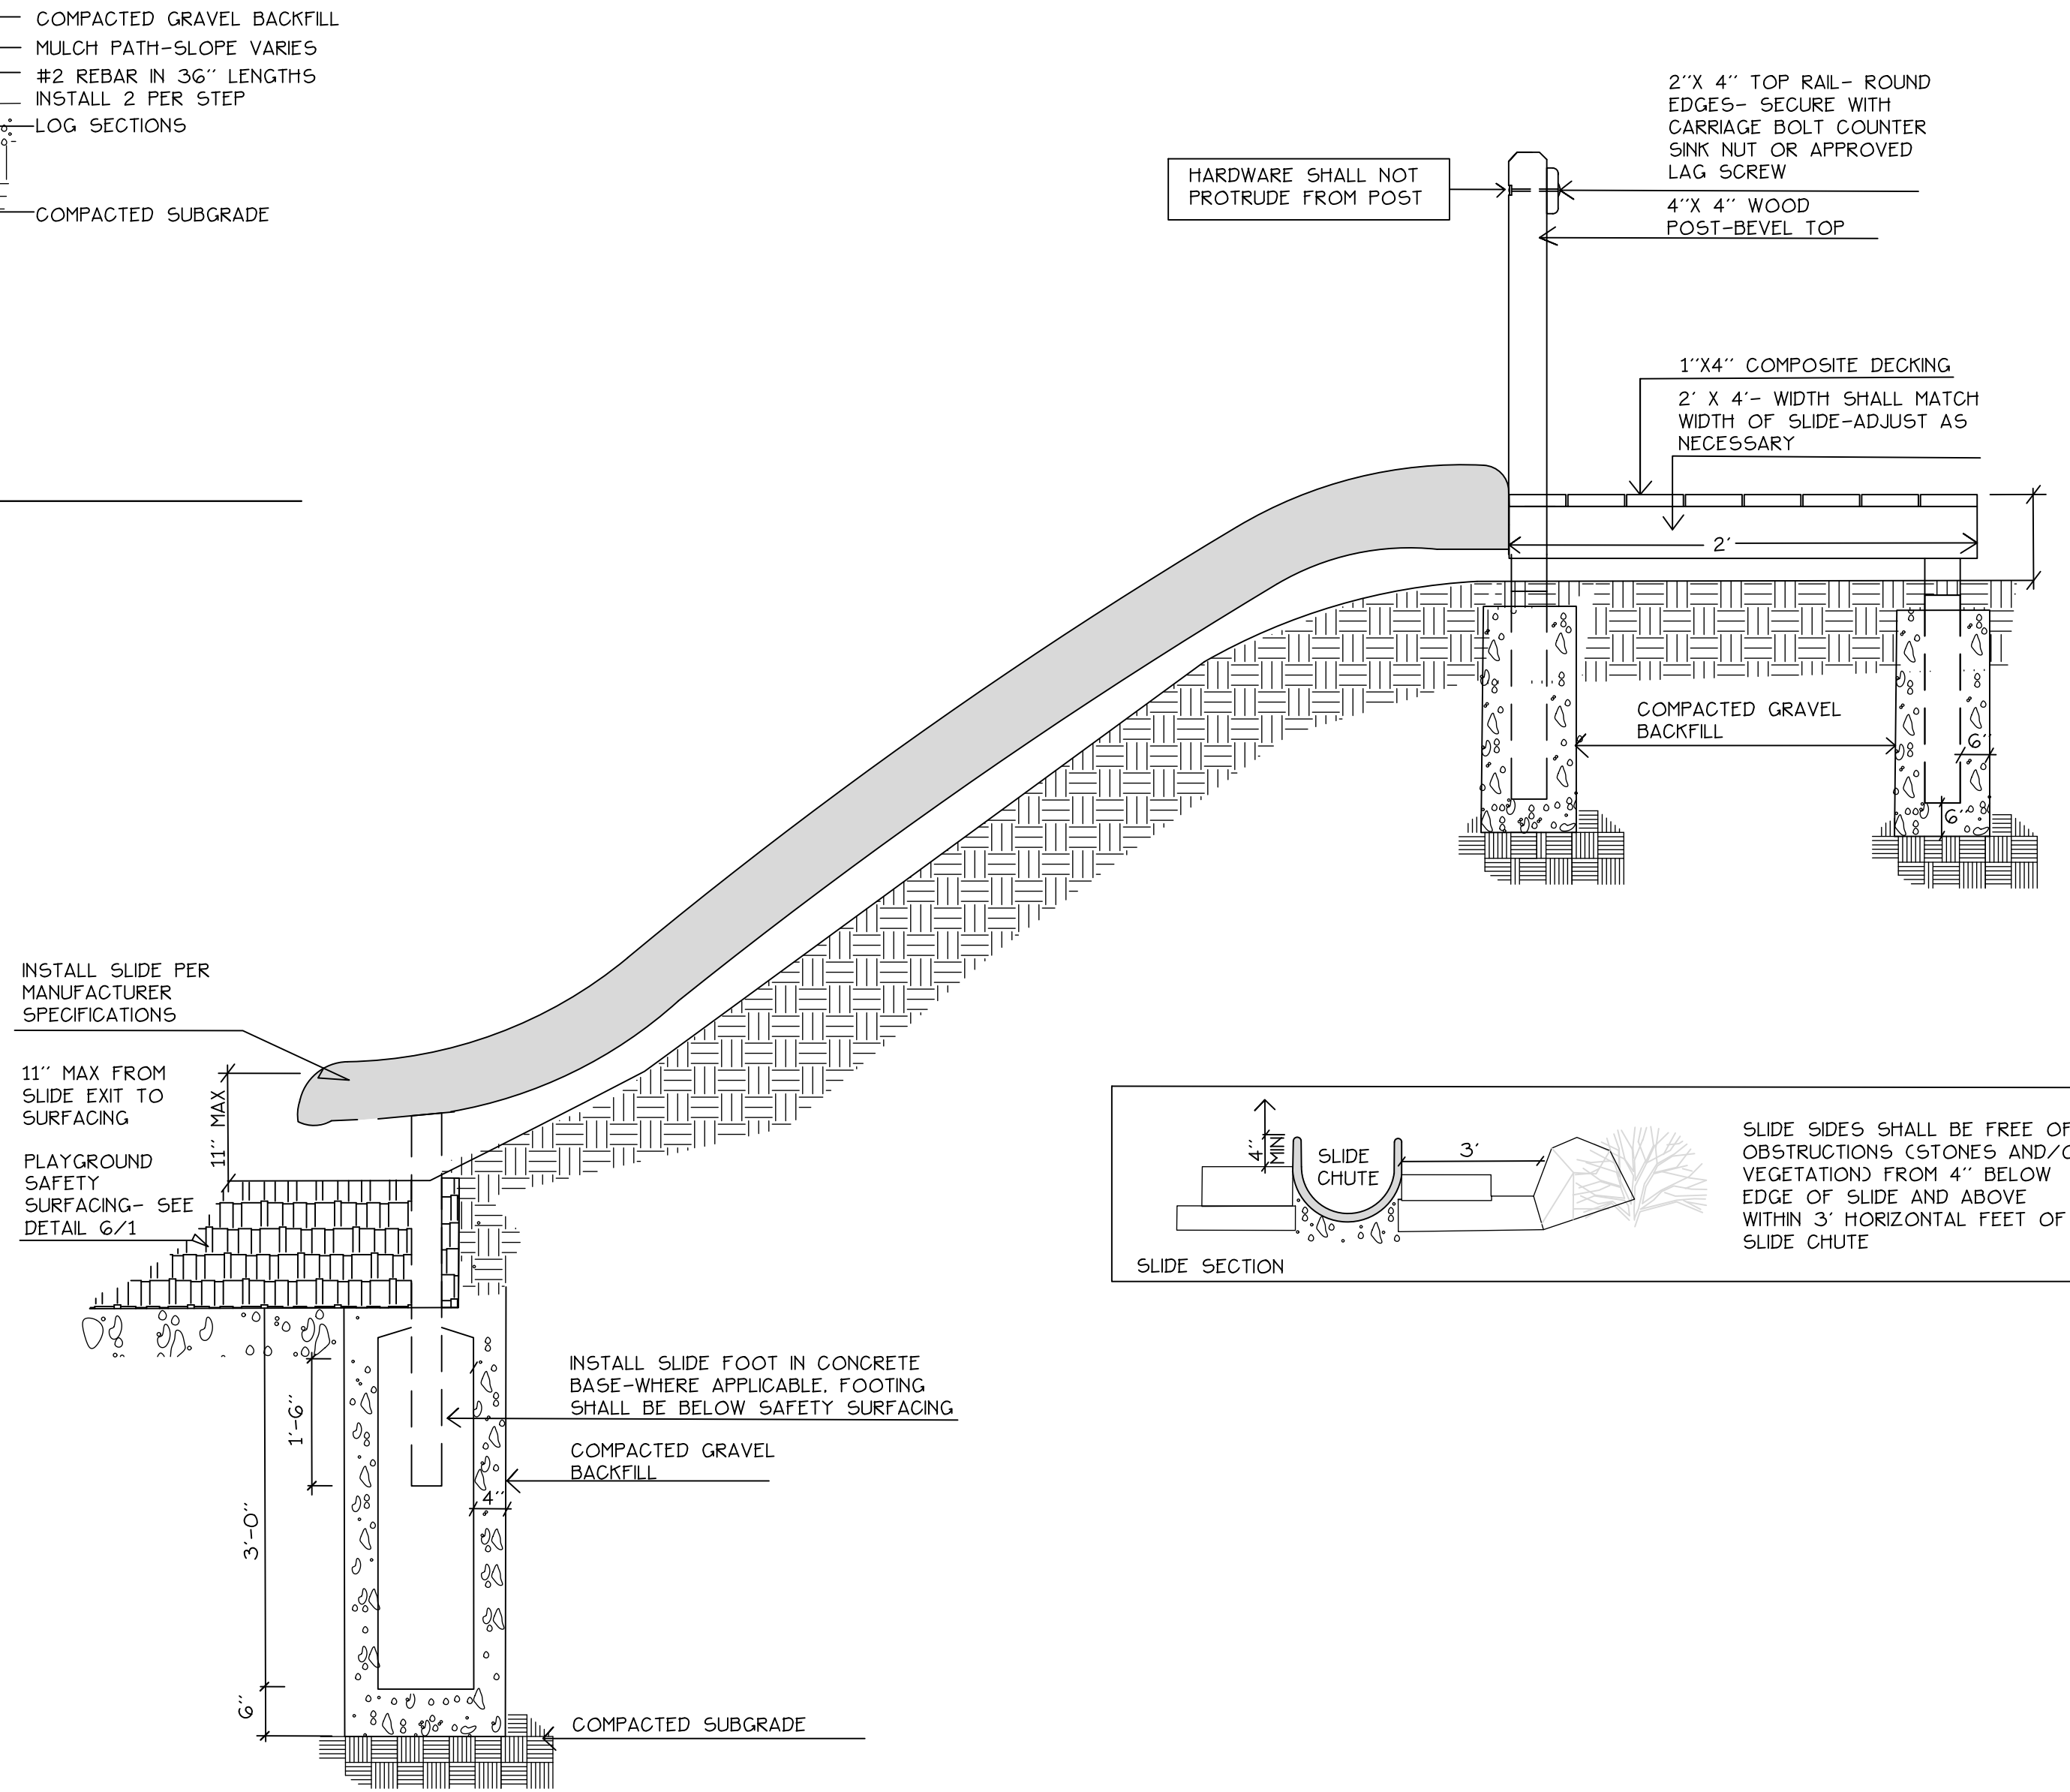 COMPACTED GRAVEL BACKFILL
MULCH PATH-SLOPE VARIES
#2 REBAR IN 36" LENGTHS
INSTALL 2 PER STEP
LOG SECTIONS
COMPACTED SUBGRADE
2"X 4" TOP RAIL- ROUND
EDGES- SECURE WITH
CARRIAGE BOLT COUNTER
SINK NUT OR APPROVED
LAG SCREW
HARDWARE SHALL NOT
PROTRUDE FROM POST
4"X 4" WOOD
POST-BEVEL TOP
1"X4" COMPOSITE DECKING
2' X 4'- WIDTH SHALL MATCH
WIDTH OF SLIDE-ADJUST AS
NECESSARY
2'
COMPACTED GRAVEL
BACKFILL
6"
6"
INSTALL SLIDE PER
MANUFACTURER
SPECIFICATIONS
11" MAX FROM
SLIDE EXIT TO
SURFACING
11" MAX
PLAYGROUND
SAFETY
SURFACING- SEE
DETAIL 6/1
4"
MIN
SLIDE
CHUTE
3'
SLIDE SECTION
SLIDE SIDES SHALL BE FREE OF
OBSTRUCTIONS (STONES AND/O
VEGETATION) FROM 4" BELOW
EDGE OF SLIDE AND ABOVE
WITHIN 3' HORIZONTAL FEET OF
SLIDE CHUTE
INSTALL SLIDE FOOT IN CONCRETE
BASE-WHERE APPLICABLE, FOOTING
SHALL BE BELOW SAFETY SURFACING
COMPACTED GRAVEL
BACKFILL
1'-6"
4"
3'-0"
6"
COMPACTED SUBGRADE